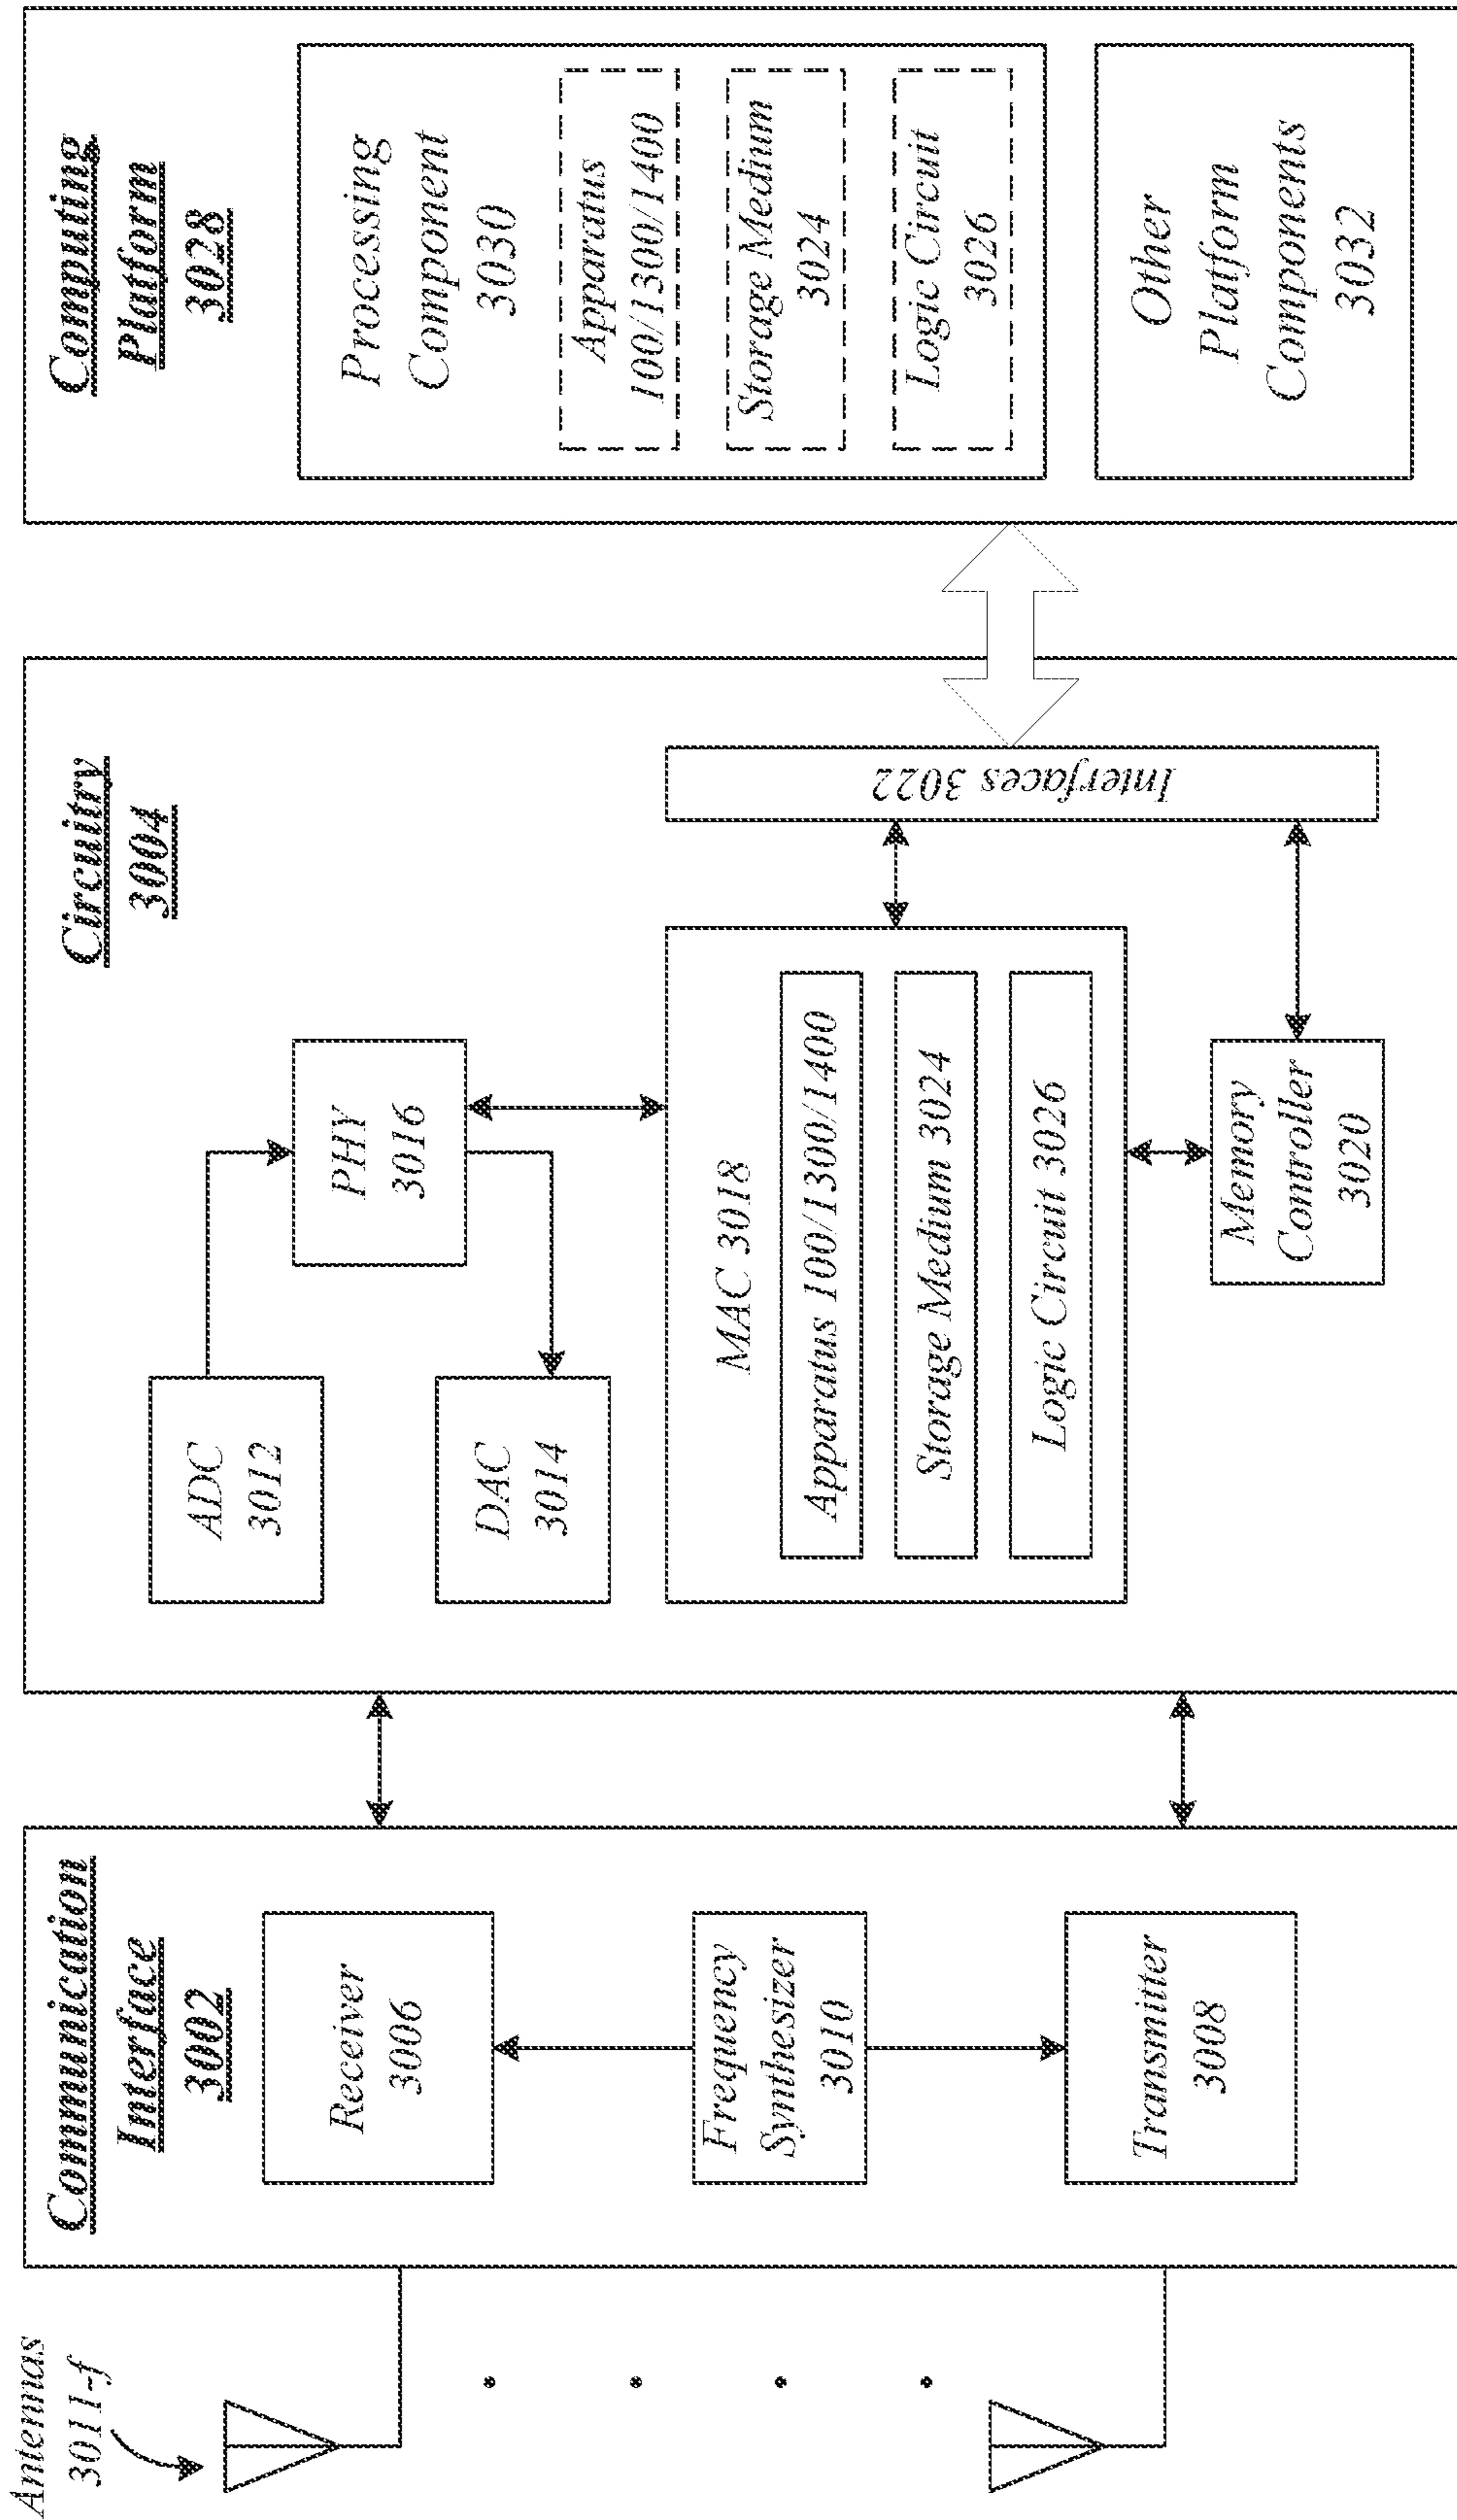 Antennas
3011-f
Communication
Interface
3002
Receiver
3006
Frequency
Synthesizer
3010
Transmitter
3008
Circuitry
3004
ADC
3012
DAC
3014
PHY
3016
MAC 3018
Apparatus 100/1300/1400
Storage Medium 3024
Logic Circuit 3026
Memory
Controller
3020
Interfaces 3022
Computing
Platform
3028
Processing
Component
3030
Apparatus
100/1300/1400
Storage Medium
3024
Logic Circuit
3026
Other
Platform
Components
3032